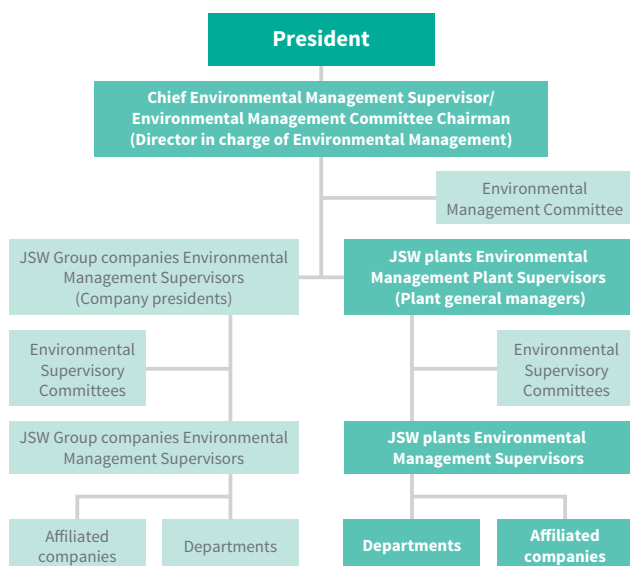 President
Chief Environmental Management Supervisor/
Environmental Management Committee Chairman
(Director in charge of Environmental Management)
Environmental
Management Committee
JSW Group companies Environmental
Management Supervisors
(Company presidents)
JSW plants Environmental
Management Plant Supervisors
(Plant general managers)
Environmental
Supervisory
Committees
Environmental
Supervisory
Committees
JSW Group companies Environmental
Management Supervisors
JSW plants Environmental
Management Supervisors
Affiliated
companies
Departments
Departments
Affiliated
companies